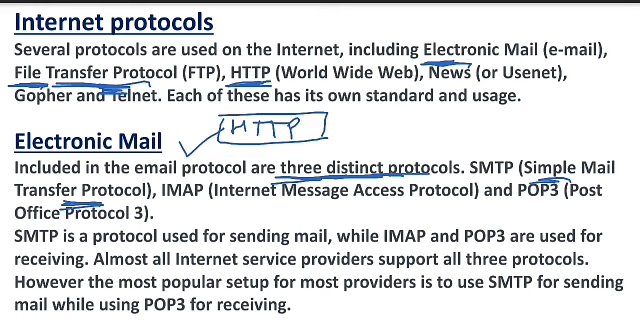 Internet protocols
Several protocols are used on the Internet, including Electronic Mail (e-mail),
File Transfer Protocol (FTP), HTTP (World Wide Web), News (or Usenet),
Gopher and Telnet. Each of these has its own standard and usage.
HTTP
Electronic Mail
Included in the email protocol are three distinct protocols. SMTP (Simple Mail
Transfer Protocol), IMAP (Internet Message Access Protocol) and POP3 (Post
Office Protocol 3).
SMTP is a protocol used for sending mail, while IMAP and POP3 are used for
receiving. Almost all Internet service providers support all three protocols.
However the most popular setup for most providers is to use SMTP for sending
mail while using POP3 for receiving.